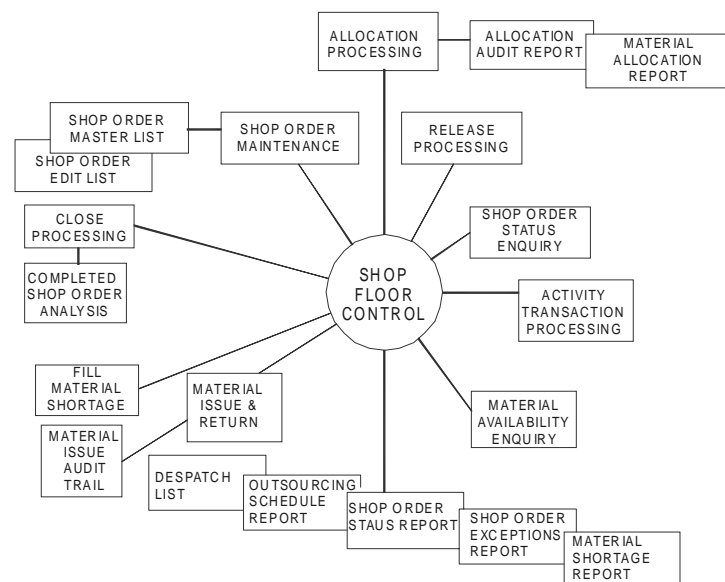 ALLOCATION
PROCESSING
ALLOCATION
AUDIT REPORT
MATERIAL
ALLOCATION
REPORT
SHOP ORDER
MASTER LIST
SHOP ORDER
EDIT LIST
SHOP ORDER
MAINTENANCE
RELEASE
PROCESSING
CLOSE
PROCESSING
COMPLETED
SHOP ORDER
ANALYSIS
SHOP ORDER
STATUS
ENQUIRY
SHOP
FLOOR
CONTROL
ACTIVITY
TRANSACTION
PROCESSING
FILL
MATERIAL
SHORTAGE
MATERIAL
ISSUE &
RETURN
MATERIAL
AVAILABILITY
ENQUIRY
MATERIAL
ISSUE
AUDIT
TRAIL
DESPATCH
LIST
OUTSOURCING
SCHEDULE
REPORT
SHOP ORDER
STAUS REPORT
SHOP ORDER
EXCEPTIONS
REPORT
MATERIAL
SHORTAGE
REPORT